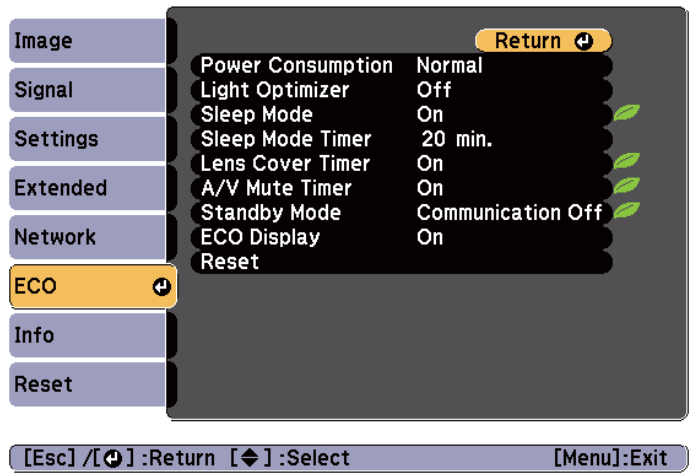 Image
Signal
Settings
Extended
Network
ECO
Info
Reset
Return
Power Consumption Normal
Light Optimizer Off
Sleep Mode On
Sleep Mode Timer 20 min.
Lens Cover Timer On
A/V Mute Timer On
Standby Mode Communication Off
ECO Display On
Reset
[Esc] /[⏎] :Return [◆] :Select [Menu]:Exit